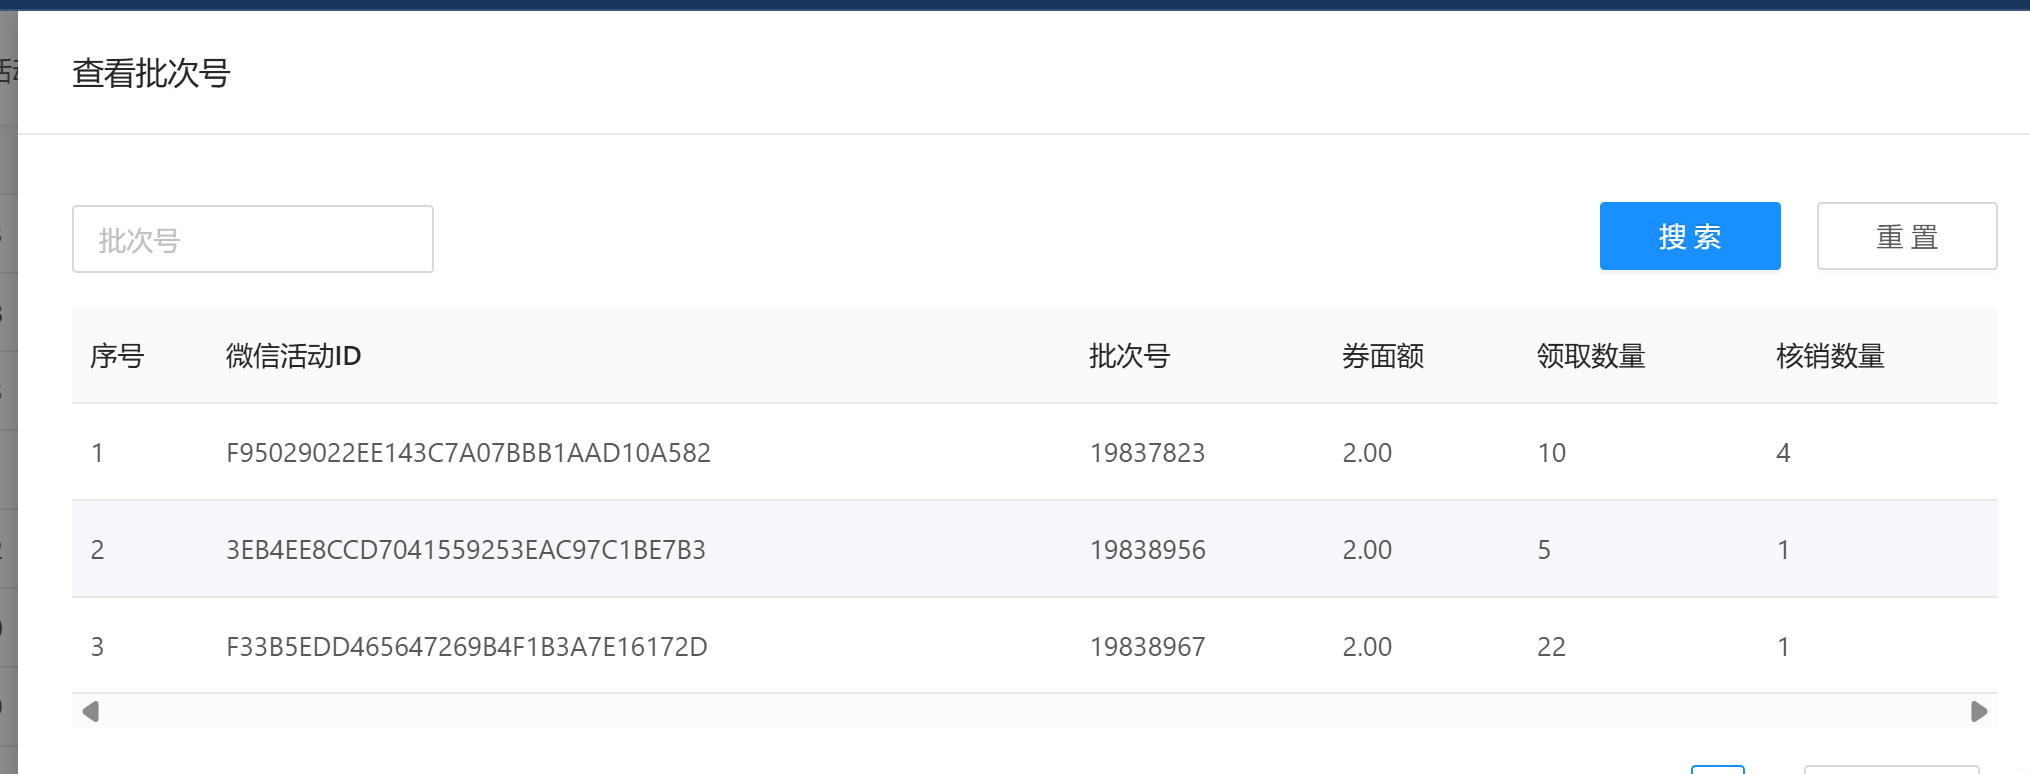 查看批次号
批次号
搜 索 重 置
序号 微信活动ID 批次号 券面额 领取数量 核销数量
1 F95029022EE143C7A07BBB1AAD10A582 19837823 2.00 10 4
2 3EB4EE8CCD7041559253EAC97C1BE7B3 19838956 2.00 5 1
3 F33B5EDD465647269B4F1B3A7E16172D 19838967 2.00 22 1